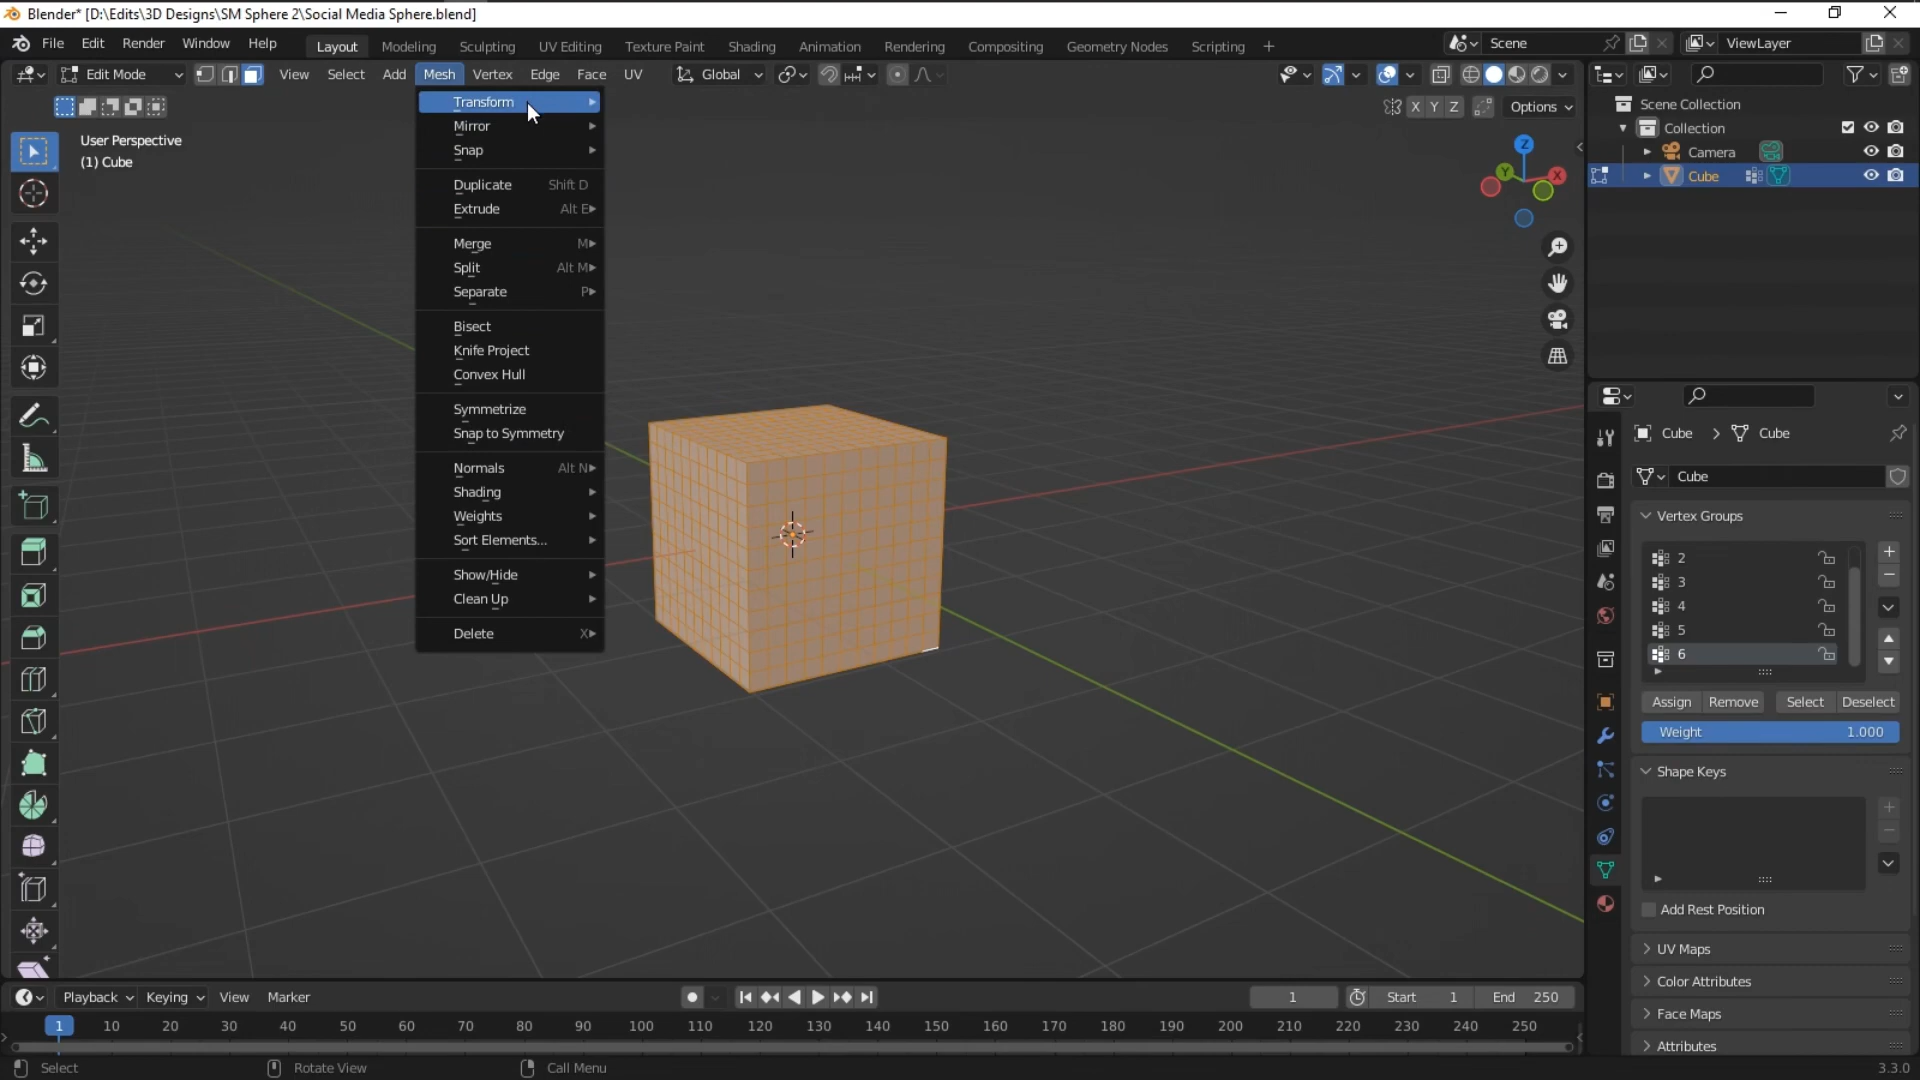 Blender* [D:\Edits\3D Designs\SM Sphere 2\Social Media Sphere.blend]
File Edit Render Window Help Layout Modeling Sculpting UV Editing Texture Paint Shading Animation Rendering Compositing Geometry Nodes Scripting + Scene ViewLayer
Edit Mode View Select Add Mesh Vertex Edge Face UV Global
X Y Z Options
User Perspective
(1) Cube
Transform
Mirror
Snap
Duplicate Shift D
Extrude Alt E
Merge M
Split Alt M
Separate P
Bisect
Knife Project
Convex Hull
Symmetrize
Snap to Symmetry
Normals Alt N
Shading
Weights
Sort Elements...
Show/Hide
Clean Up
Delete X
Z
Y X
Scene Collection
Collection
Camera
Cube
Cube > Cube
Cube
Vertex Groups
2
3
4
5
6
Assign Remove Select Deselect
Weight 1.000
Shape Keys
Add Rest Position
UV Maps
Color Attributes
Face Maps
Attributes
Playback Keying View Marker 1 Start 1 End 250
1 10 20 30 40 50 60 70 80 90 100 110 120 130 140 150 160 170 180 190 200 210 220 230 240 250
Select Rotate View Call Menu 3.3.0